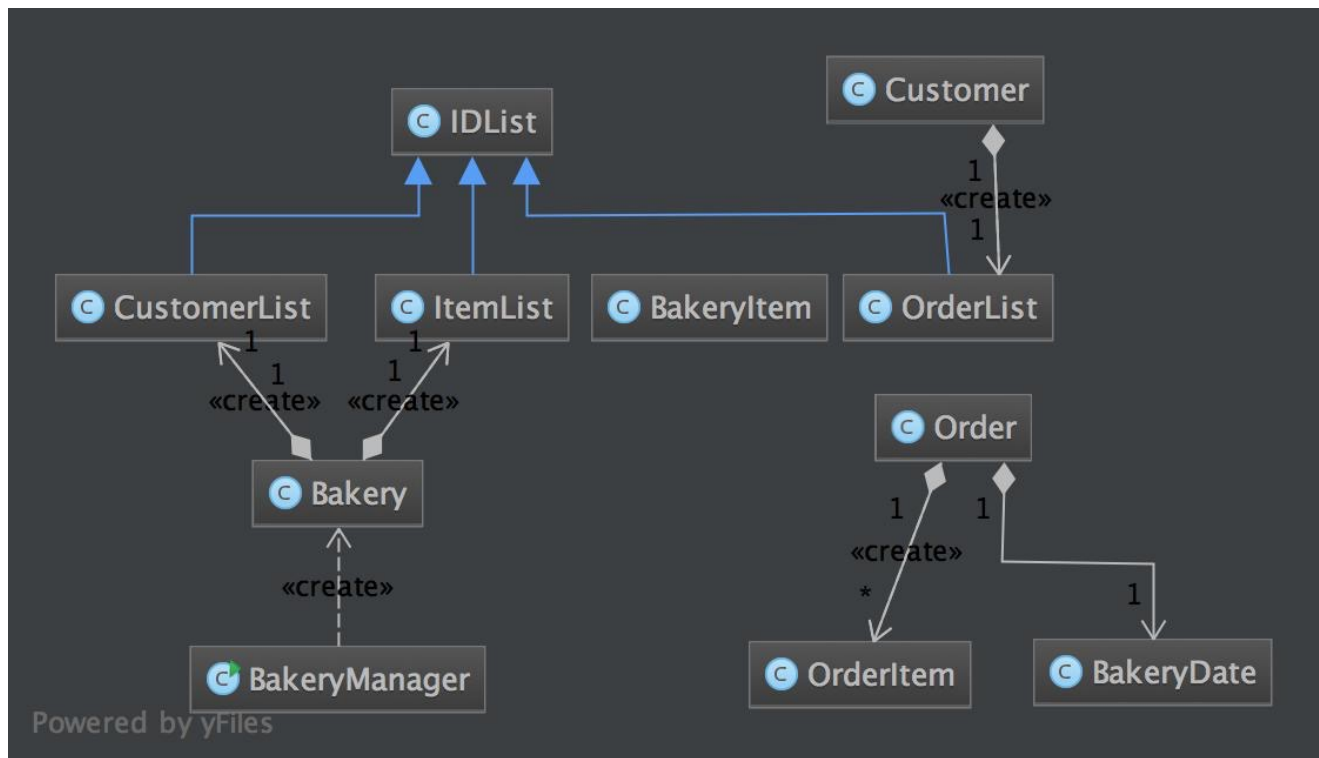 C Customer
C IDList
1
«create»
1
C CustomerList
C ItemList
C BakeryItem
C OrderList
1
1
1
1
«create»
«create»
C Order
C Bakery
1
1
«create»
*
1
«create»
C BakeryManager
C OrderItem
C BakeryDate
Powered by yFiles